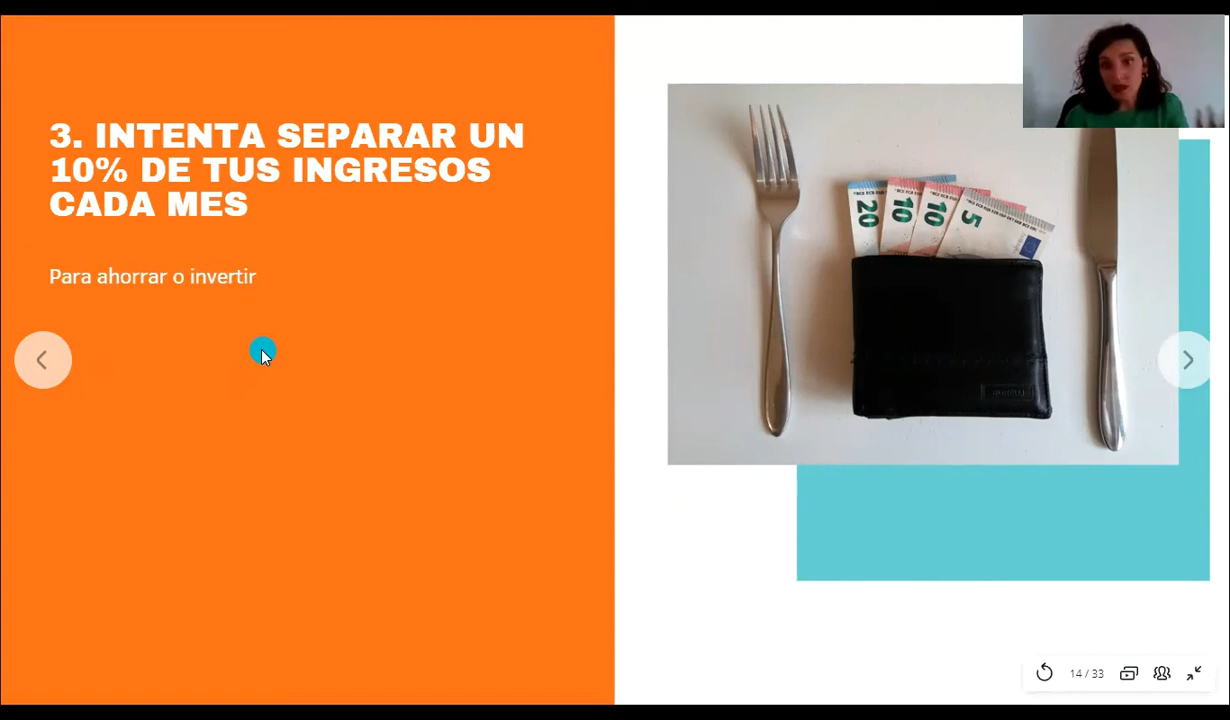 3. INTENTA SEPARAR UN
10% DE TUS INGRESOS
CADA MES
Para ahorrar o invertir
20
10
10
5
14 / 33